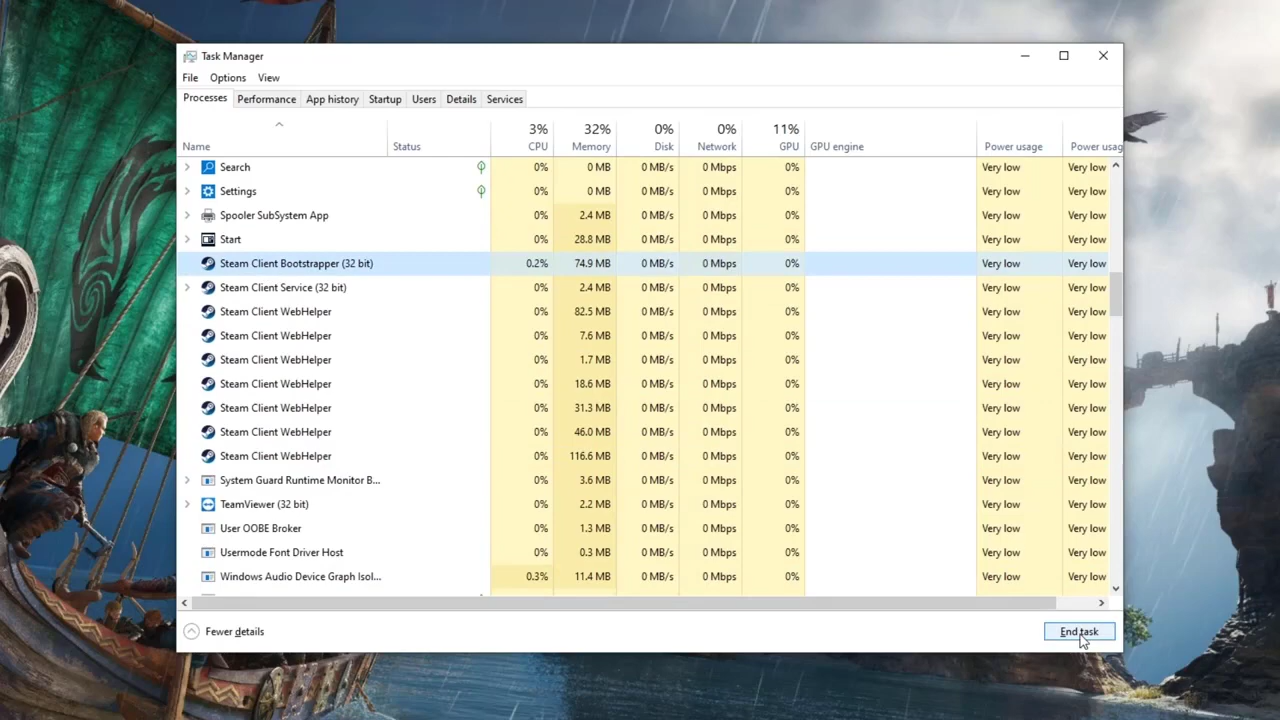 Task Manager
File Options View
Processes Performance App history Startup Users Details Services
3% 32% 0% 0% 11%
Name Status CPU Memory Disk Network GPU GPU engine Power usage Power usag
Search 0% 0 MB 0 MB/s 0 Mbps 0% Very low Very low
Settings 0% 0 MB 0 MB/s 0 Mbps 0% Very low Very low
Spooler SubSystem App 0% 2.4 MB 0 MB/s 0 Mbps 0% Very low Very low
Start 0% 28.8 MB 0 MB/s 0 Mbps 0% Very low Very low
Steam Client Bootstrapper (32 bit) 0.2% 74.9 MB 0 MB/s 0 Mbps 0% Very low Very low
Steam Client Service (32 bit) 0% 2.4 MB 0 MB/s 0 Mbps 0% Very low Very low
Steam Client WebHelper 0% 82.5 MB 0 MB/s 0 Mbps 0% Very low Very low
Steam Client WebHelper 0% 7.6 MB 0 MB/s 0 Mbps 0% Very low Very low
Steam Client WebHelper 0% 1.7 MB 0 MB/s 0 Mbps 0% Very low Very low
Steam Client WebHelper 0% 18.6 MB 0 MB/s 0 Mbps 0% Very low Very low
Steam Client WebHelper 0% 31.3 MB 0 MB/s 0 Mbps 0% Very low Very low
Steam Client WebHelper 0% 46.0 MB 0 MB/s 0 Mbps 0% Very low Very low
Steam Client WebHelper 0% 116.6 MB 0 MB/s 0 Mbps 0% Very low Very low
System Guard Runtime Monitor B... 0% 3.6 MB 0 MB/s 0 Mbps 0% Very low Very low
TeamViewer (32 bit) 0% 2.2 MB 0 MB/s 0 Mbps 0% Very low Very low
User OOBE Broker 0% 1.3 MB 0 MB/s 0 Mbps 0% Very low Very low
Usermode Font Driver Host 0% 0.3 MB 0 MB/s 0 Mbps 0% Very low Very low
Windows Audio Device Graph Isol... 0.3% 11.4 MB 0 MB/s 0 Mbps 0% Very low Very low
Fewer details End task